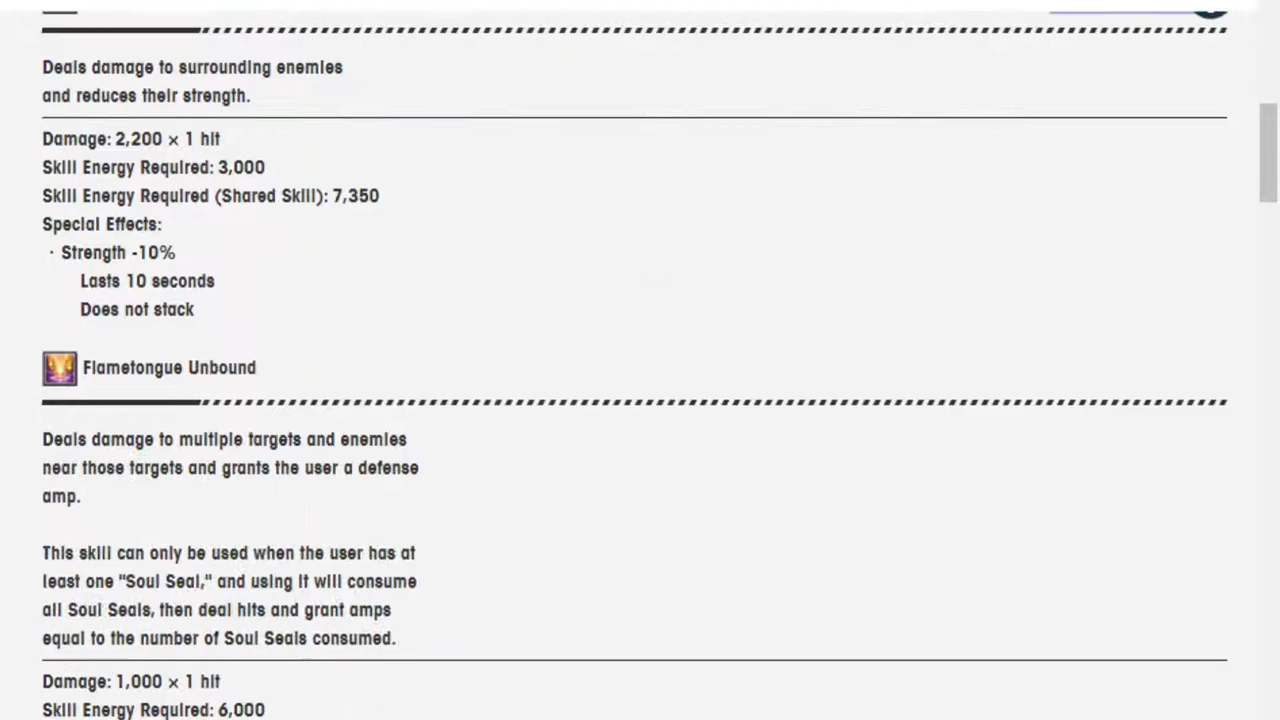 Deals damage to surrounding enemies
and reduces their strength.
Damage: 2,200 × 1 hit
Skill Energy Required: 3,000
Skill Energy Required (Shared Skill): 7,350
Special Effects:
· Strength -10%
Lasts 10 seconds
Does not stack
Flametongue Unbound
Deals damage to multiple targets and enemies
near those targets and grants the user a defense
amp.
This skill can only be used when the user has at
least one "Soul Seal," and using it will consume
all Soul Seals, then deal hits and grant amps
equal to the number of Soul Seals consumed.
Damage: 1,000 × 1 hit
Skill Energy Required: 6,000